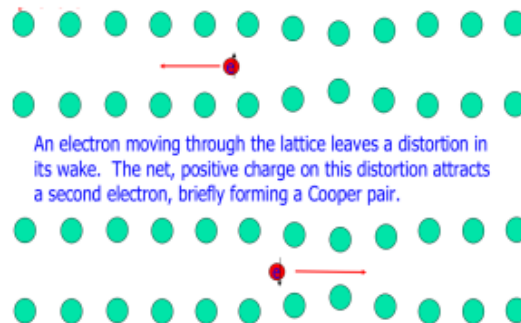 An electron moving through the lattice leaves a distortion in
its wake. The net, positive charge on this distortion attracts
a second electron, briefly forming a Cooper pair.